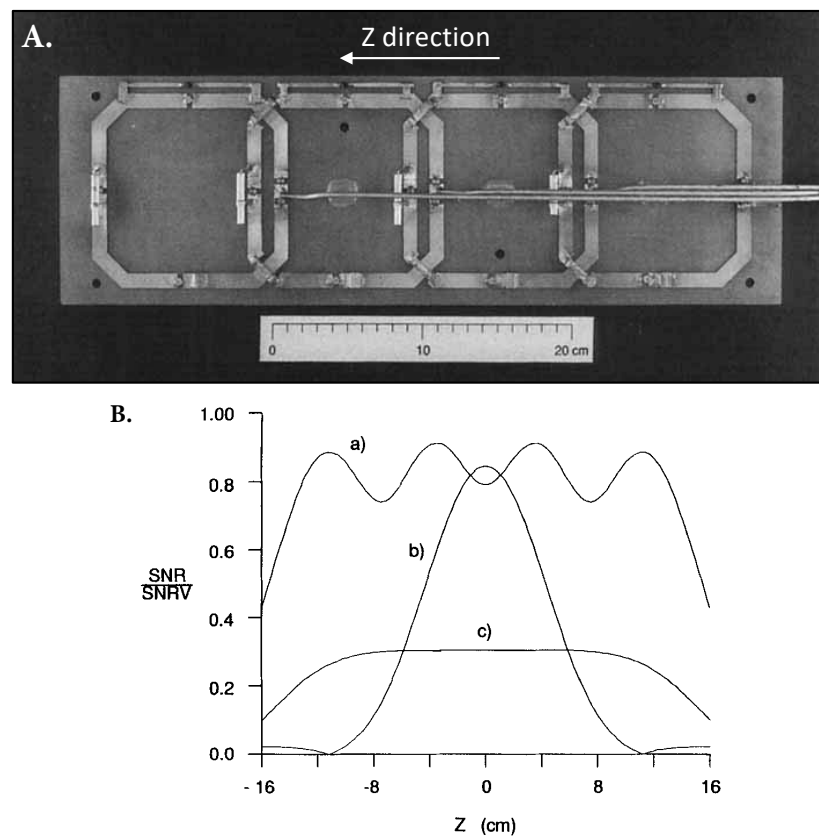 A.
Z direction
0 10 20 cm
B.
1.00
a)
0.8
b)
0.6
SNR
SNRV
0.4
c)
0.2
0.0
- 16 -8 0 8 16
Z (cm)